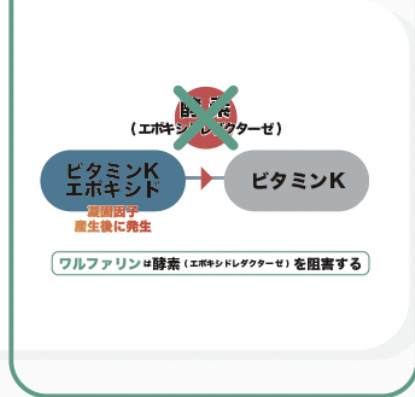 酵素
(エポキシドレダクターゼ)
ビタミンK
エポキシド
ビタミンK
凝固因子
産生後に発生
ワルファリンは酵素(エポキシドレダクターゼ)を阻害する